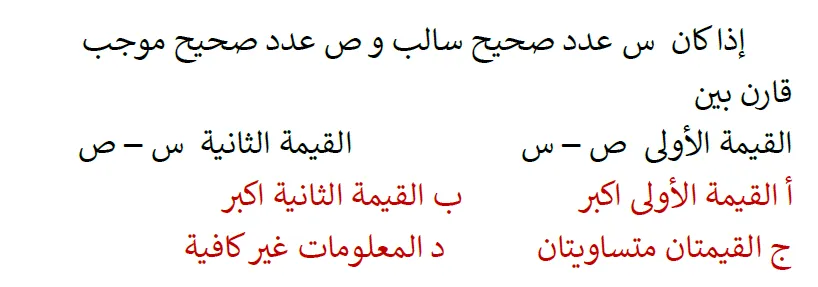 إذا كان س عدد صحيح سالب و ص عدد صحيح موجب
قارن بين
القيمة الأولى ص – س القيمة الثانية س – ص
أ القيمة الأولى اكبر ب القيمة الثانية اكبر
ج القيمتان متساويتان د المعلومات غير كافية